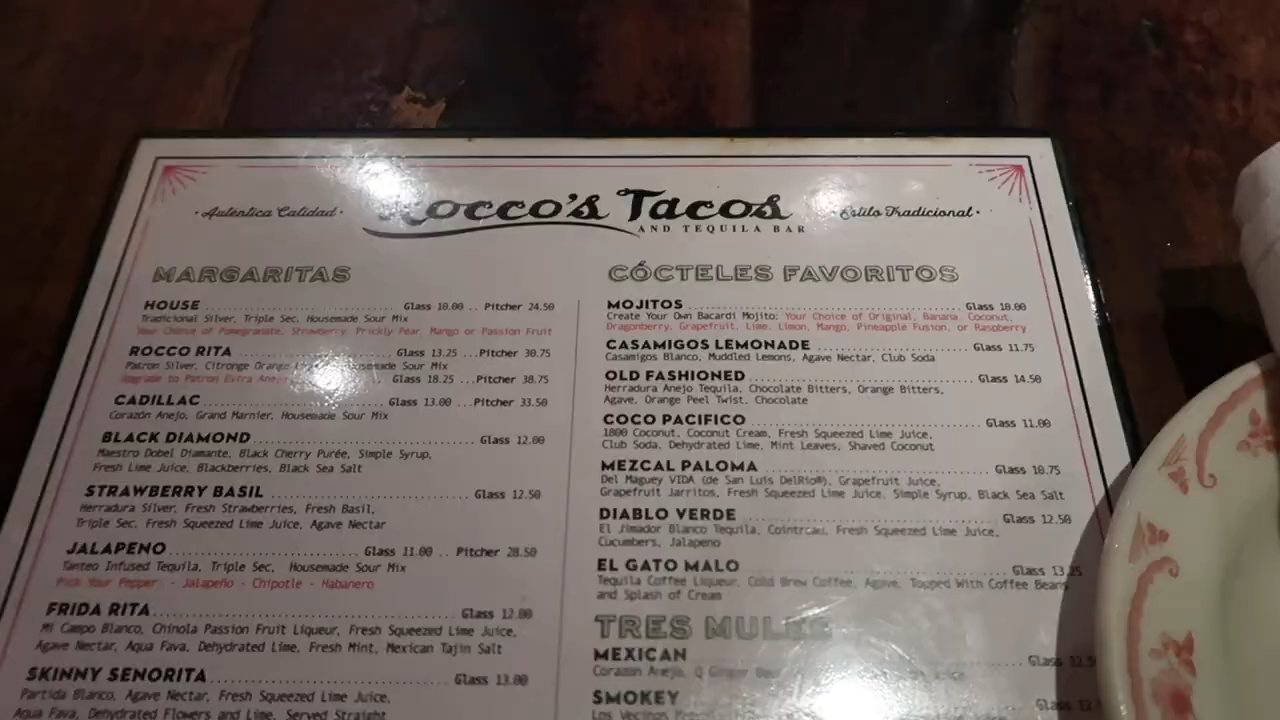 · Auténtica Calidad ·
Rocco's Tacos
AND TEQUILA BAR
· Estilo Tradicional ·
MARGARITAS
HOUSE Glass 10.00 .. Pitcher 24.50
Tradicional Silver, Triple Sec, Housemade Sour Mix
Your Choice of Pomegranate, Strawberry, Prickly Pear, Mango or Passion Fruit
ROCCO RITA Glass 13.25 ...Pitcher 30.75
Patron Silver, Citronge Orange Housemade Sour Mix
Upgrade to Patron Extra Anejo Glass 18.25 ...Pitcher 38.75
CADILLAC Glass 13.00 ...Pitcher 33.50
Corazón Anejo, Grand Marnier, Housemade Sour Mix
BLACK DIAMOND Glass 12.00
Maestro Dobel Diamante, Black Cherry Purée, Simple Syrup,
Fresh Lime Juice, Blackberries, Black Sea Salt
STRAWBERRY BASIL Glass 12.50
Herradura Silver, Fresh Strawberries, Fresh Basil,
Triple Sec, Fresh Squeezed Lime Juice, Agave Nectar
JALAPENO Glass 11.00 .. Pitcher 28.50
Tanteo Infused Tequila, Triple Sec, Housemade Sour Mix
Pick Your Pepper: - Jalapeño - Chipotle - Habanero
FRIDA RITA Glass 12.00
Mi Campo Blanco, Chinola Passion Fruit Liqueur, Fresh Squeezed Lime Juice,
Agave Nectar, Aqua Fava, Dehydrated Lime, Fresh Mint, Mexican Tajin Salt
SKINNY SENORITA Glass 13.00
Partida Blanco, Agave Nectar, Fresh Squeezed Lime Juice,
Aqua Fava, Dehydrated Flowers and Lime, Served Straight
CÓCTELES FAVORITOS
MOJITOS Glass 10.00
Create Your Own Bacardi Mojito: Your Choice of Original, Banana, Coconut,
Dragonberry, Grapefruit, Lime, Limon, Mango, Pineapple Fusion, or Raspberry
CASAMIGOS LEMONADE Glass 11.75
Casamigos Blanco, Muddled Lemons, Agave Nectar, Club Soda
OLD FASHIONED Glass 14.50
Herradura Anejo Tequila, Chocolate Bitters, Orange Bitters,
Agave, Orange Peel Twist, Chocolate
COCO PACIFICO Glass 11.00
1800 Coconut, Coconut Cream, Fresh Squeezed Lime Juice,
Club Soda, Dehydrated Lime, Mint Leaves, Shaved Coconut
MEZCAL PALOMA Glass 10.75
Del Maguey VIDA (de San Luis DelRio®), Grapefruit Juice,
Grapefruit Jarritos, Fresh Squeezed Lime Juice, Simple Syrup, Black Sea Salt
DIABLO VERDE Glass 12.50
El Jimador Blanco Tequila, Cointreau, Fresh Squeezed Lime Juice,
Cucumbers, Jalapeno
EL GATO MALO Glass 13.25
Tequila Coffee Liqueur, Cold Brew Coffee, Agave, Topped With Coffee Beans
and Splash of Cream
TRES MULES
MEXICAN Glass 12.50
Corazon Anejo, Q Ginger
SMOKEY Glass
Los Vecinos